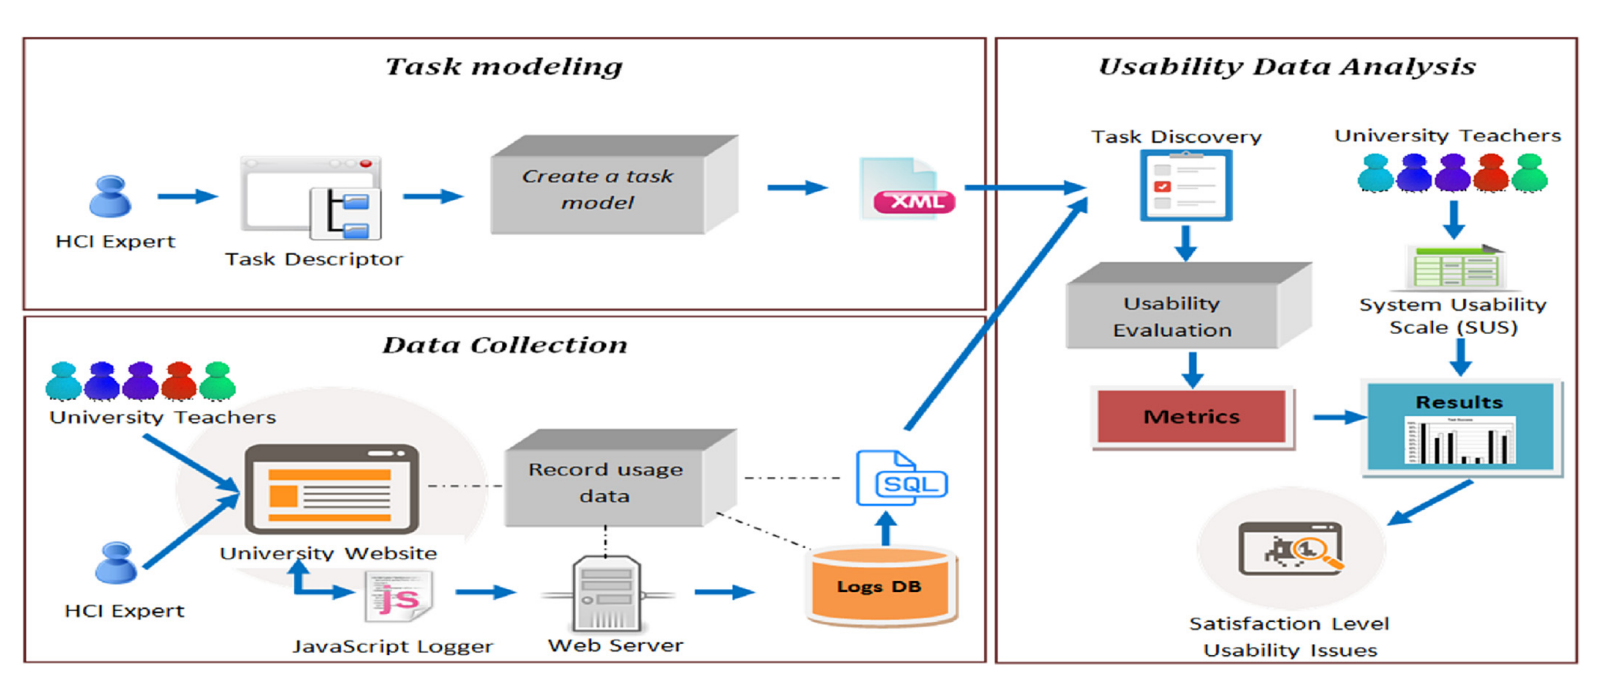 Task modeling
HCI Expert
Task Descriptor
Create a task
model
XML
Data Collection
University Teachers
HCI Expert
University Website
JS
JavaScript Logger
Record usage
data
Web Server
SQL
Logs DB
Usability Data Analysis
Task Discovery
Usability
Evaluation
Metrics
University Teachers
System Usability
Scale (SUS)
Results
Satisfaction Level
Usability Issues